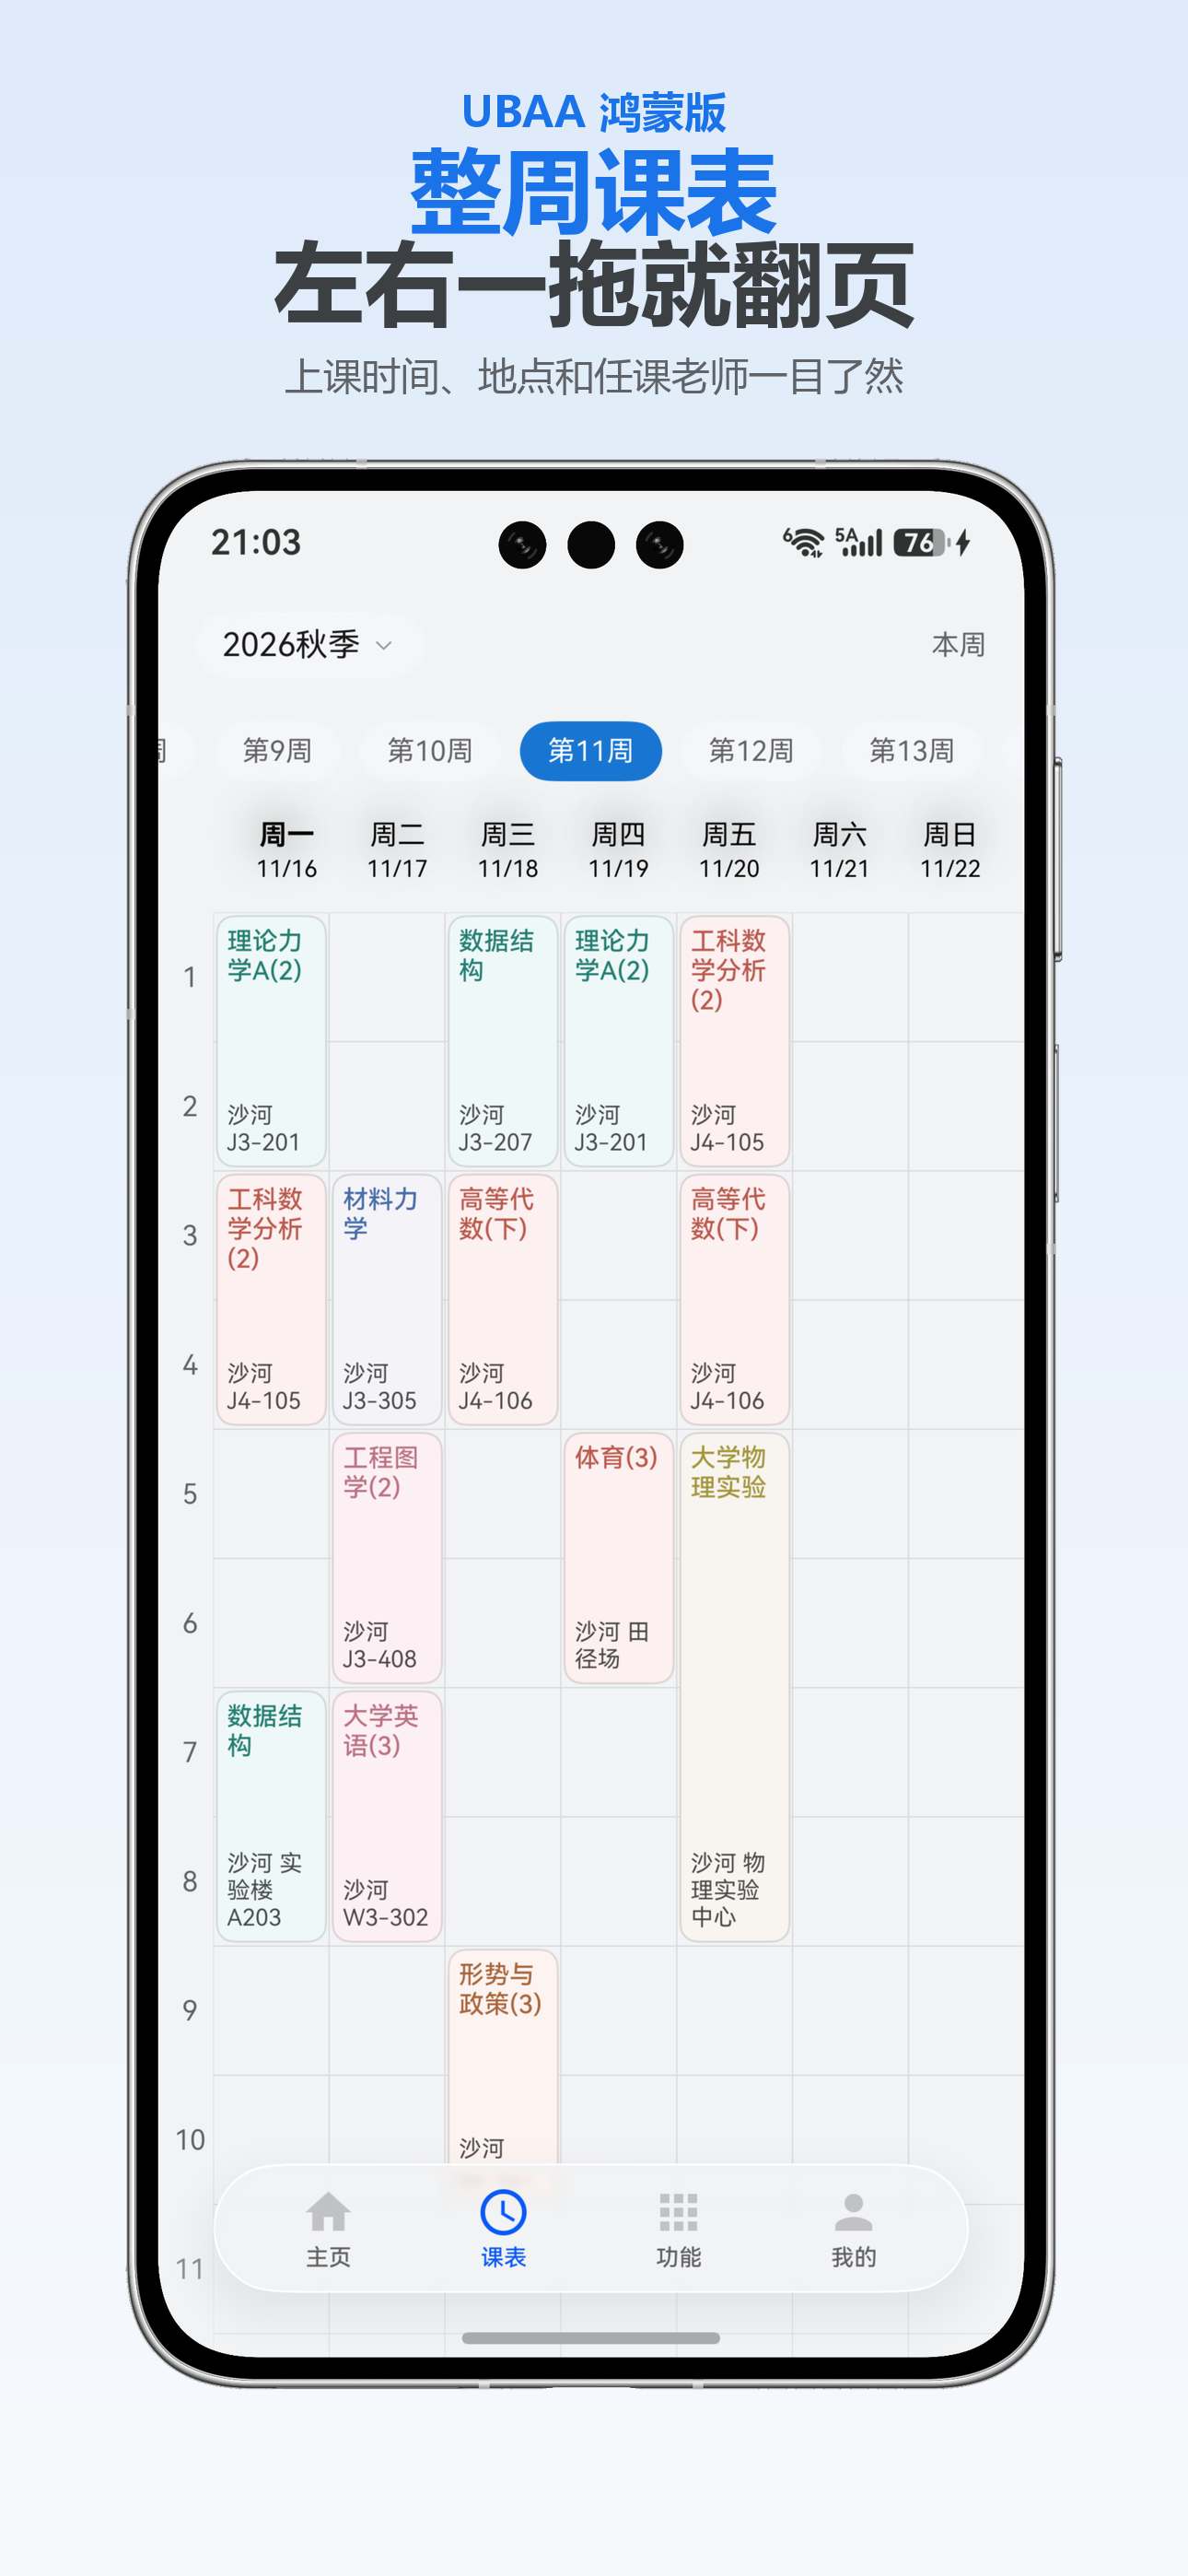 UBAA 鸿蒙版
整周课表
左右一拖就翻页
上课时间、地点和任课老师一目了然
21:03
6
5A
76
2026秋季
本周
周
第9周
第10周
第11周
第12周
第13周
周一
周二
周三
周四
周五
周六
周日
11/16
11/17
11/18
11/19
11/20
11/21
11/22
1
理论力
学A(2)
沙河
J3-201
数据结
构
沙河
J3-207
理论力
学A(2)
沙河
J3-201
工科数
学分析
(2)
沙河
J4-105
2
3
工科数
学分析
(2)
沙河
J4-105
材料力
学
沙河
J3-305
高等代
数(下)
沙河
J4-106
高等代
数(下)
沙河
J4-106
4
5
工程图
学(2)
沙河
J3-408
体育(3)
沙河 田
径场
大学物
理实验
沙河 物
理实验
中心
6
7
数据结
构
沙河 实
验楼
A203
大学英
语(3)
沙河
W3-302
8
9
形势与
政策(3)
沙河
10
11
主页
课表
功能
我的